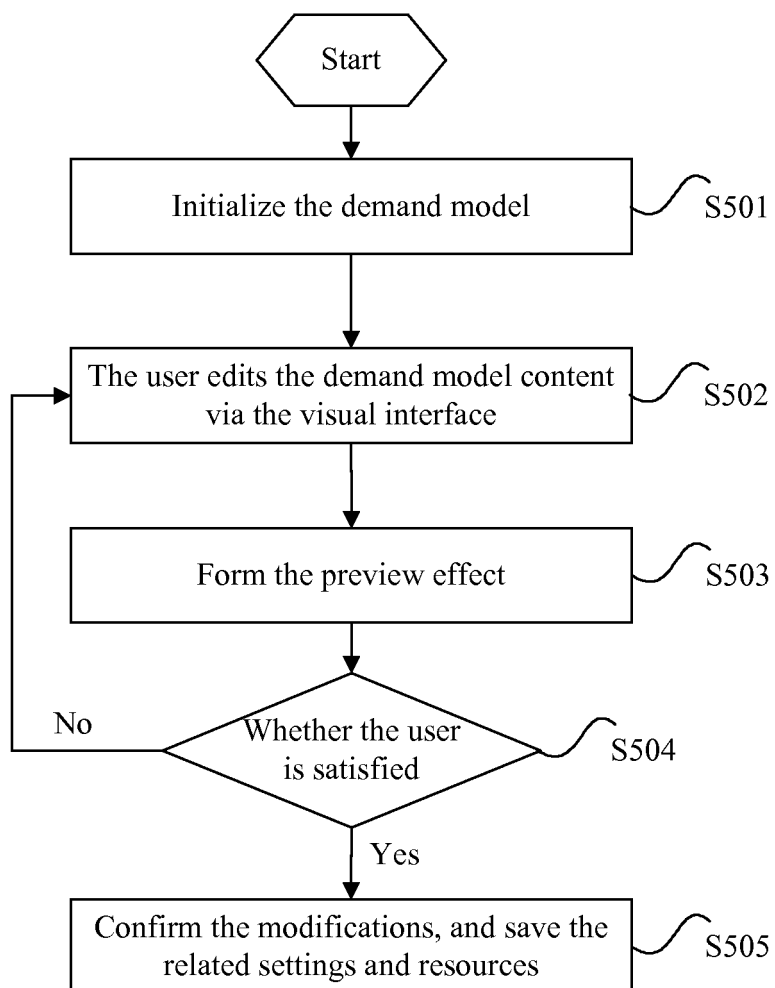 Start
Initialize the demand model
S501
The user edits the demand model content
via the visual interface
S502
Form the preview effect
S503
No
Whether the user
is satisfied
S504
Yes
Confirm the modifications, and save the
related settings and resources
S505